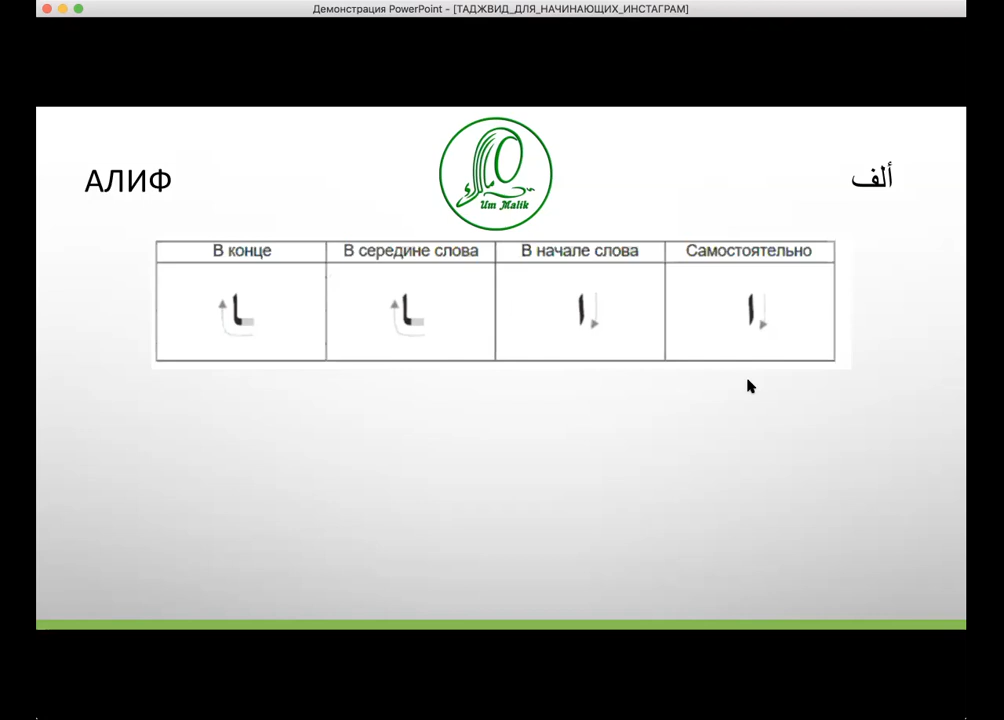 Демонстрация PowerPoint - [ТАДЖВИД_ДЛЯ_НАЧИНАЮЩИХ_ИНСТАГРАМ]
АЛИФ
Um Malik
ألف
В конце
В середине слова
В начале слова
Самостоятельно
ـا
ـا
ا
ا